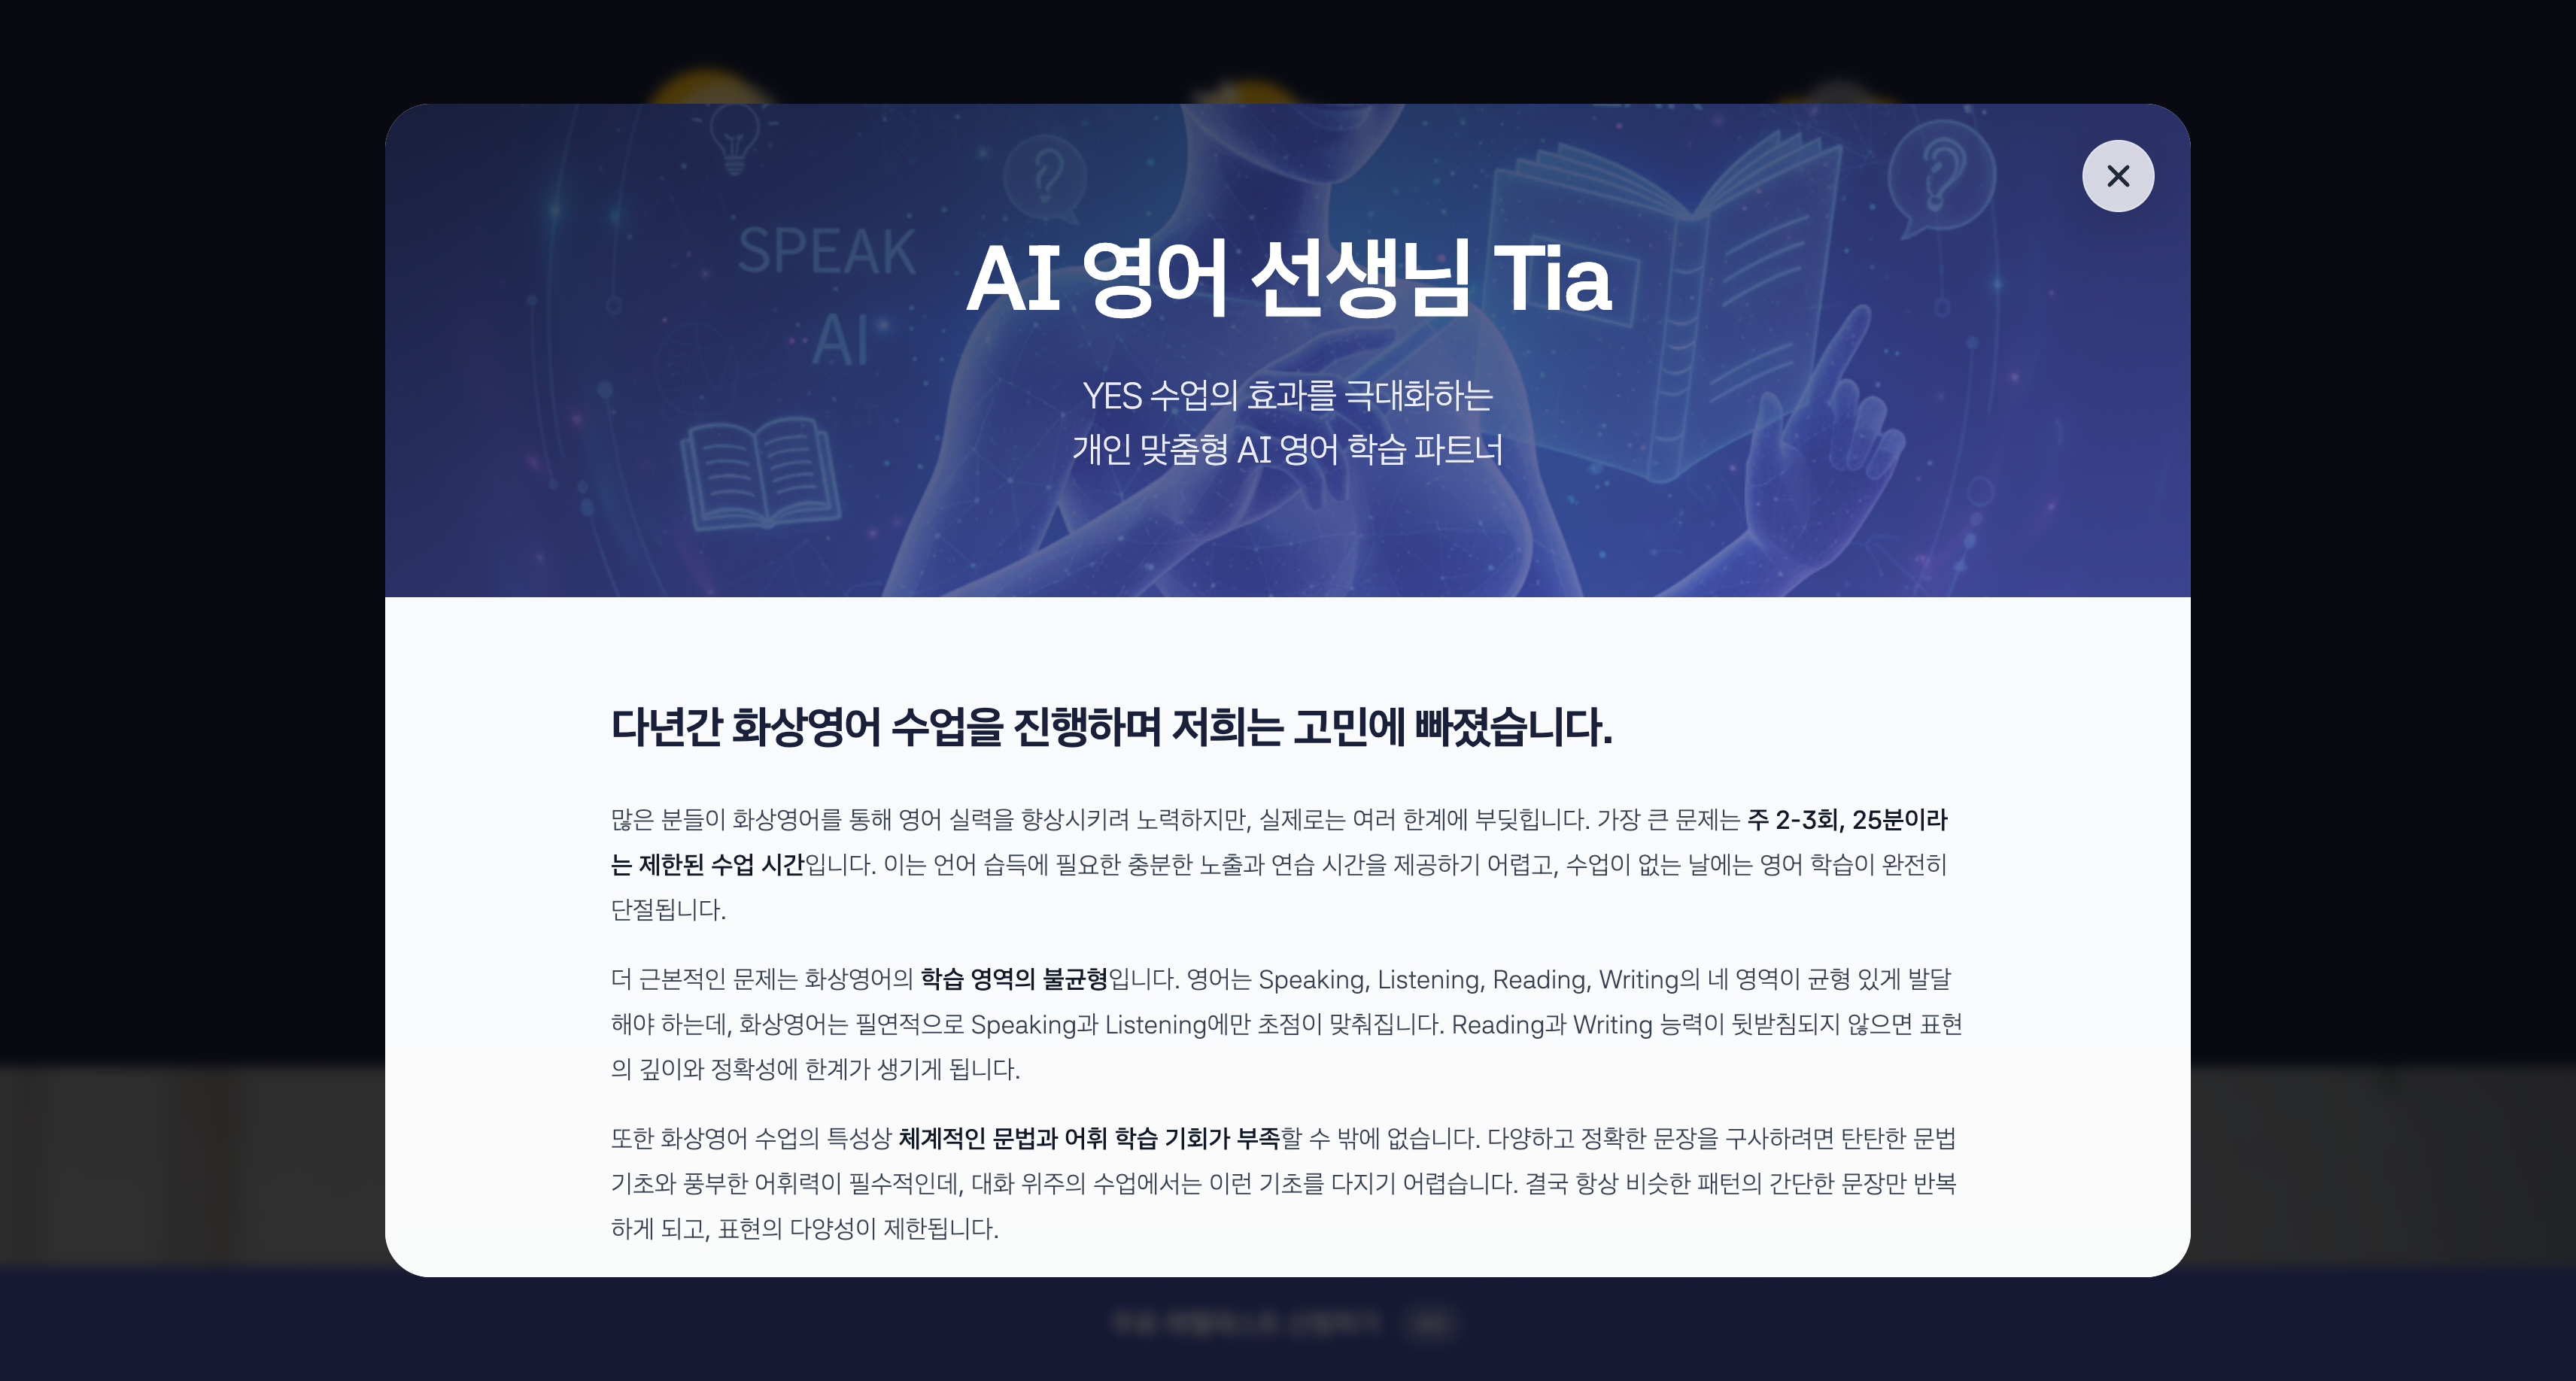 SPEAK
AI
AI 영어 선생님 Tia
YES 수업의 효과를 극대화하는
개인 맞춤형 AI 영어 학습 파트너
다년간 화상영어 수업을 진행하며 저희는 고민에 빠졌습니다.
많은 분들이 화상영어를 통해 영어 실력을 향상시키려 노력하지만, 실제로는 여러 한계에 부딪힙니다. 가장 큰 문제는 주 2-3회, 25분이라
는 제한된 수업 시간입니다. 이는 언어 습득에 필요한 충분한 노출과 연습 시간을 제공하기 어렵고, 수업이 없는 날에는 영어 학습이 완전히
단절됩니다.
더 근본적인 문제는 화상영어의 학습 영역의 불균형입니다. 영어는 Speaking, Listening, Reading, Writing의 네 영역이 균형 있게 발달
해야 하는데, 화상영어는 필연적으로 Speaking과 Listening에만 초점이 맞춰집니다. Reading과 Writing 능력이 뒷받침되지 않으면 표현
의 깊이와 정확성에 한계가 생기게 됩니다.
또한 화상영어 수업의 특성상 체계적인 문법과 어휘 학습 기회가 부족할 수 밖에 없습니다. 다양하고 정확한 문장을 구사하려면 탄탄한 문법
기초와 풍부한 어휘력이 필수적인데, 대화 위주의 수업에서는 이런 기초를 다지기 어렵습니다. 결국 항상 비슷한 패턴의 간단한 문장만 반복
하게 되고, 표현의 다양성이 제한됩니다.